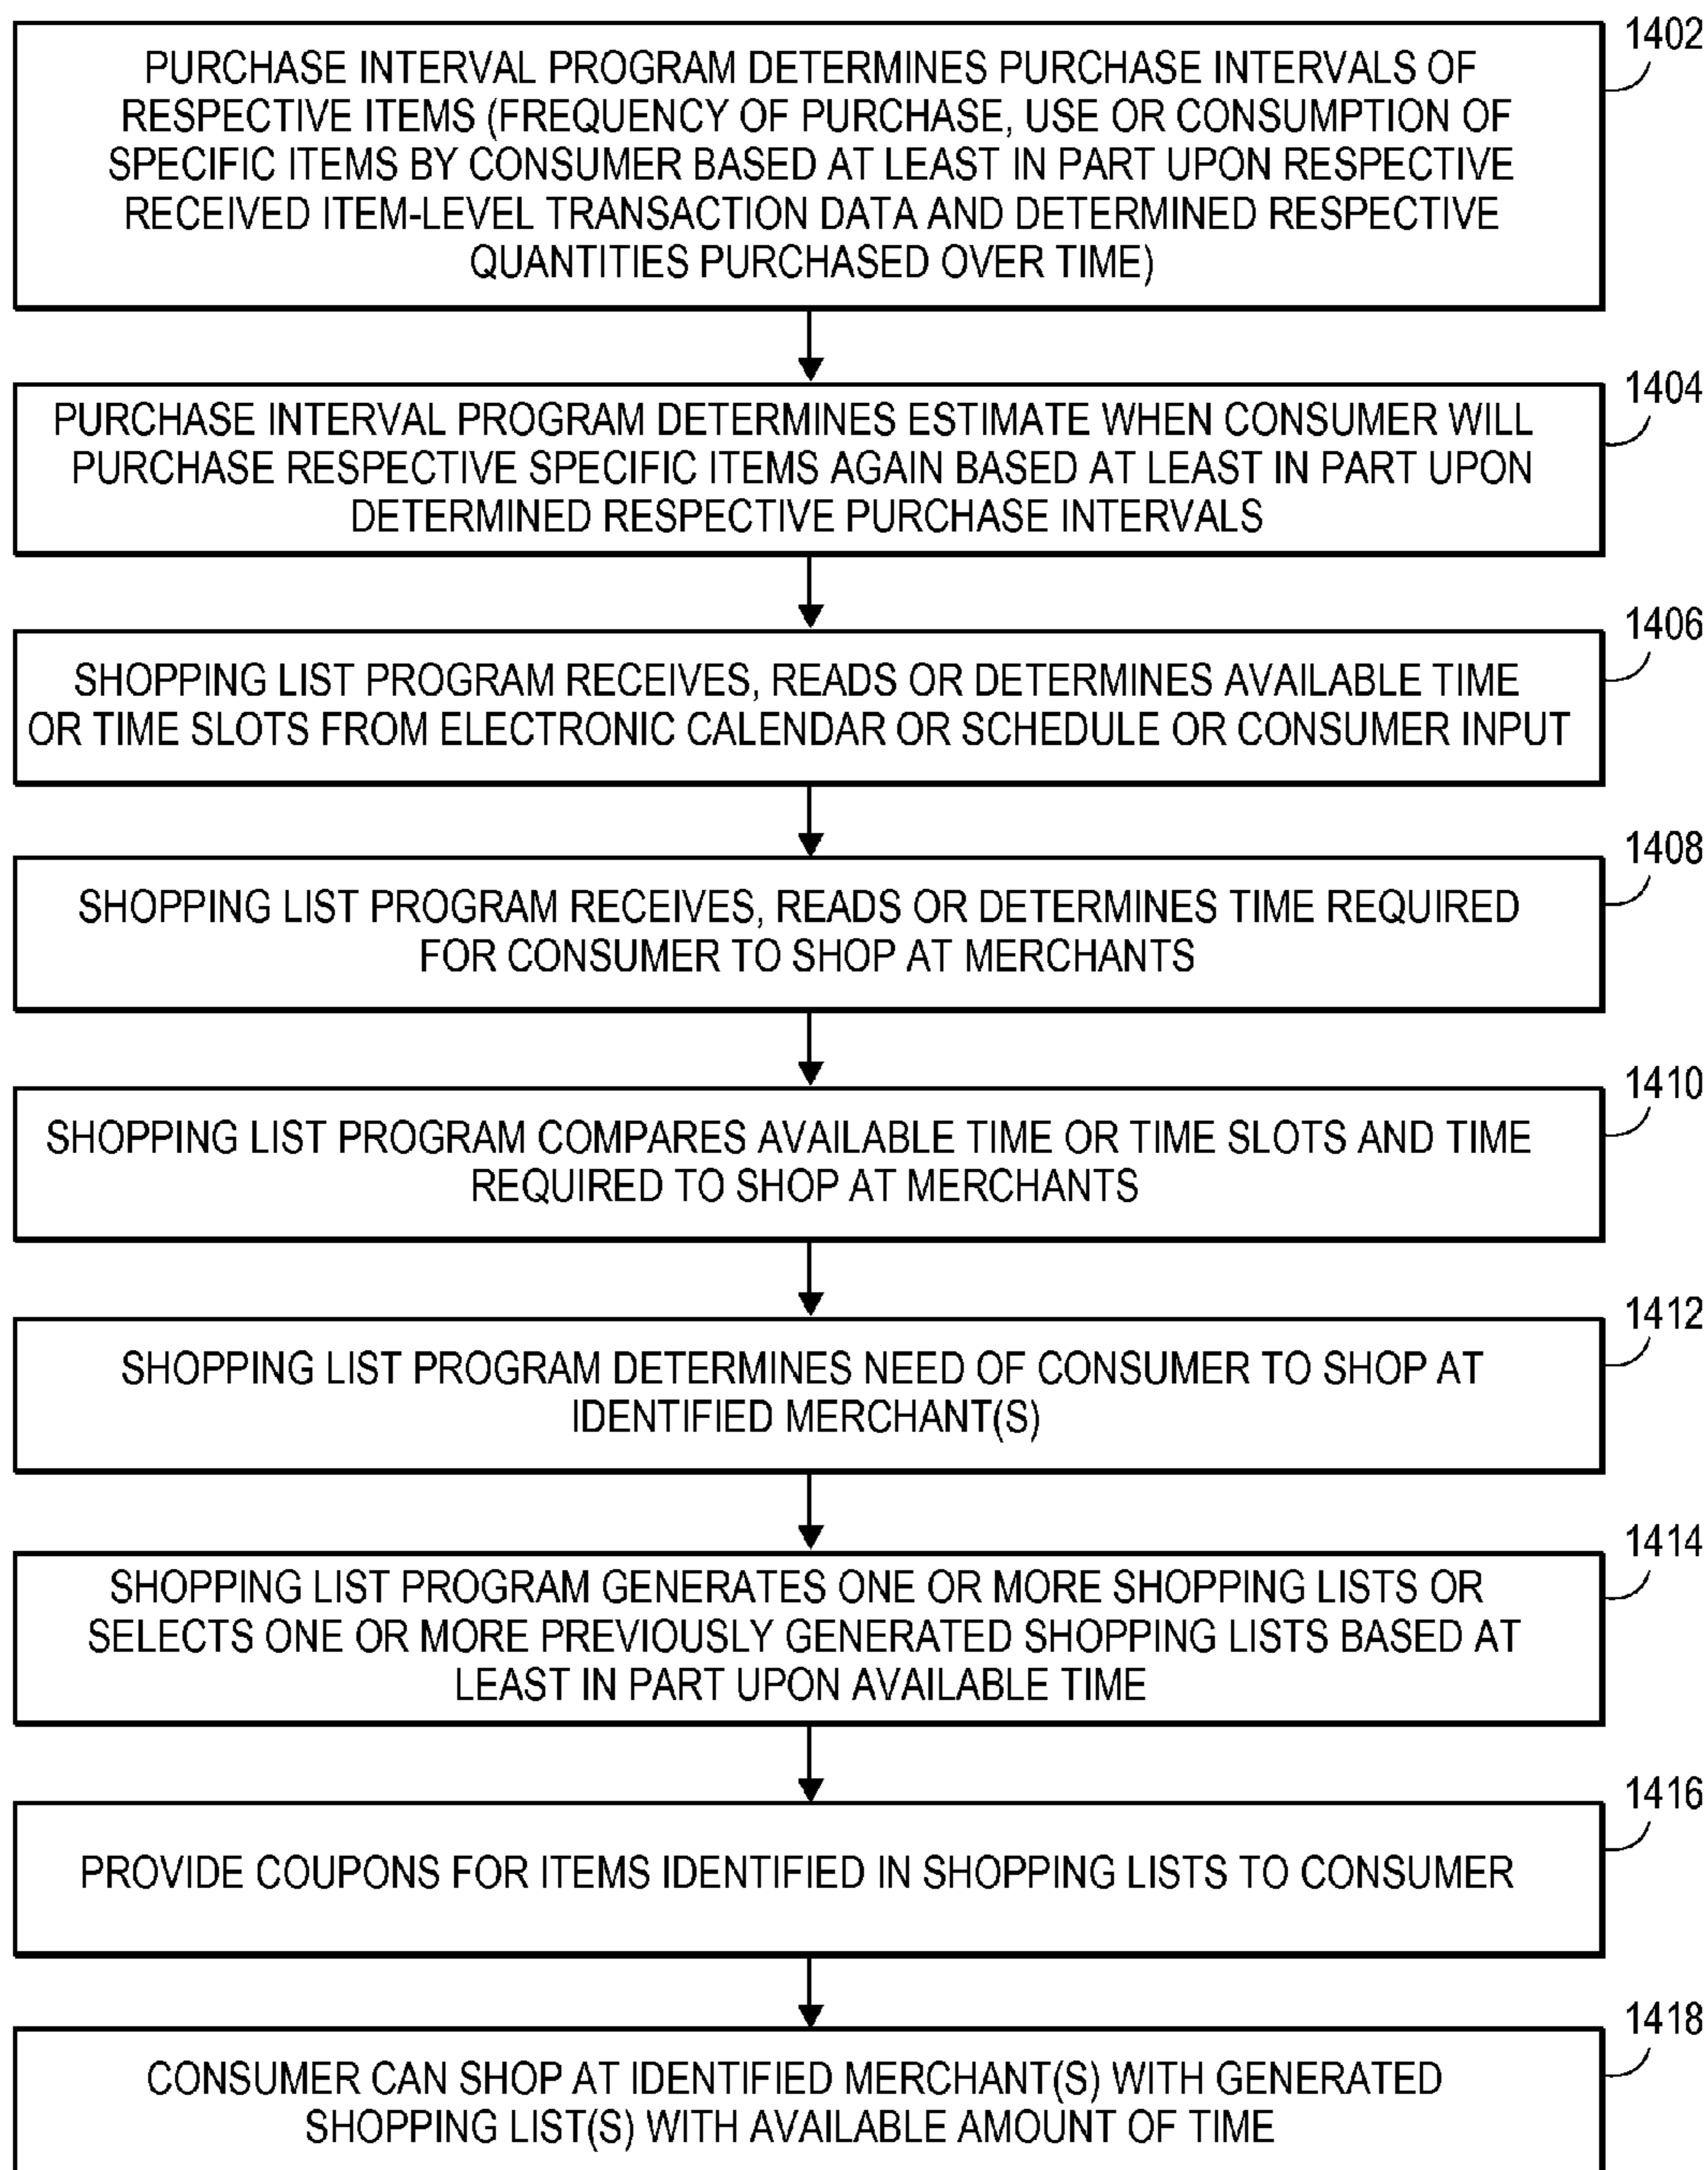 1402
PURCHASE INTERVAL PROGRAM DETERMINES PURCHASE INTERVALS OF
RESPECTIVE ITEMS (FREQUENCY OF PURCHASE, USE OR CONSUMPTION OF
SPECIFIC ITEMS BY CONSUMER BASED AT LEAST IN PART UPON RESPECTIVE
RECEIVED ITEM-LEVEL TRANSACTION DATA AND DETERMINED RESPECTIVE
QUANTITIES PURCHASED OVER TIME)
1404
PURCHASE INTERVAL PROGRAM DETERMINES ESTIMATE WHEN CONSUMER WILL
PURCHASE RESPECTIVE SPECIFIC ITEMS AGAIN BASED AT LEAST IN PART UPON
DETERMINED RESPECTIVE PURCHASE INTERVALS
1406
SHOPPING LIST PROGRAM RECEIVES, READS OR DETERMINES AVAILABLE TIME
OR TIME SLOTS FROM ELECTRONIC CALENDAR OR SCHEDULE OR CONSUMER INPUT
1408
SHOPPING LIST PROGRAM RECEIVES, READS OR DETERMINES TIME REQUIRED
FOR CONSUMER TO SHOP AT MERCHANTS
1410
SHOPPING LIST PROGRAM COMPARES AVAILABLE TIME OR TIME SLOTS AND TIME
REQUIRED TO SHOP AT MERCHANTS
1412
SHOPPING LIST PROGRAM DETERMINES NEED OF CONSUMER TO SHOP AT
IDENTIFIED MERCHANT(S)
1414
SHOPPING LIST PROGRAM GENERATES ONE OR MORE SHOPPING LISTS OR
SELECTS ONE OR MORE PREVIOUSLY GENERATED SHOPPING LISTS BASED AT
LEAST IN PART UPON AVAILABLE TIME
1416
PROVIDE COUPONS FOR ITEMS IDENTIFIED IN SHOPPING LISTS TO CONSUMER
1418
CONSUMER CAN SHOP AT IDENTIFIED MERCHANT(S) WITH GENERATED
SHOPPING LIST(S) WITH AVAILABLE AMOUNT OF TIME